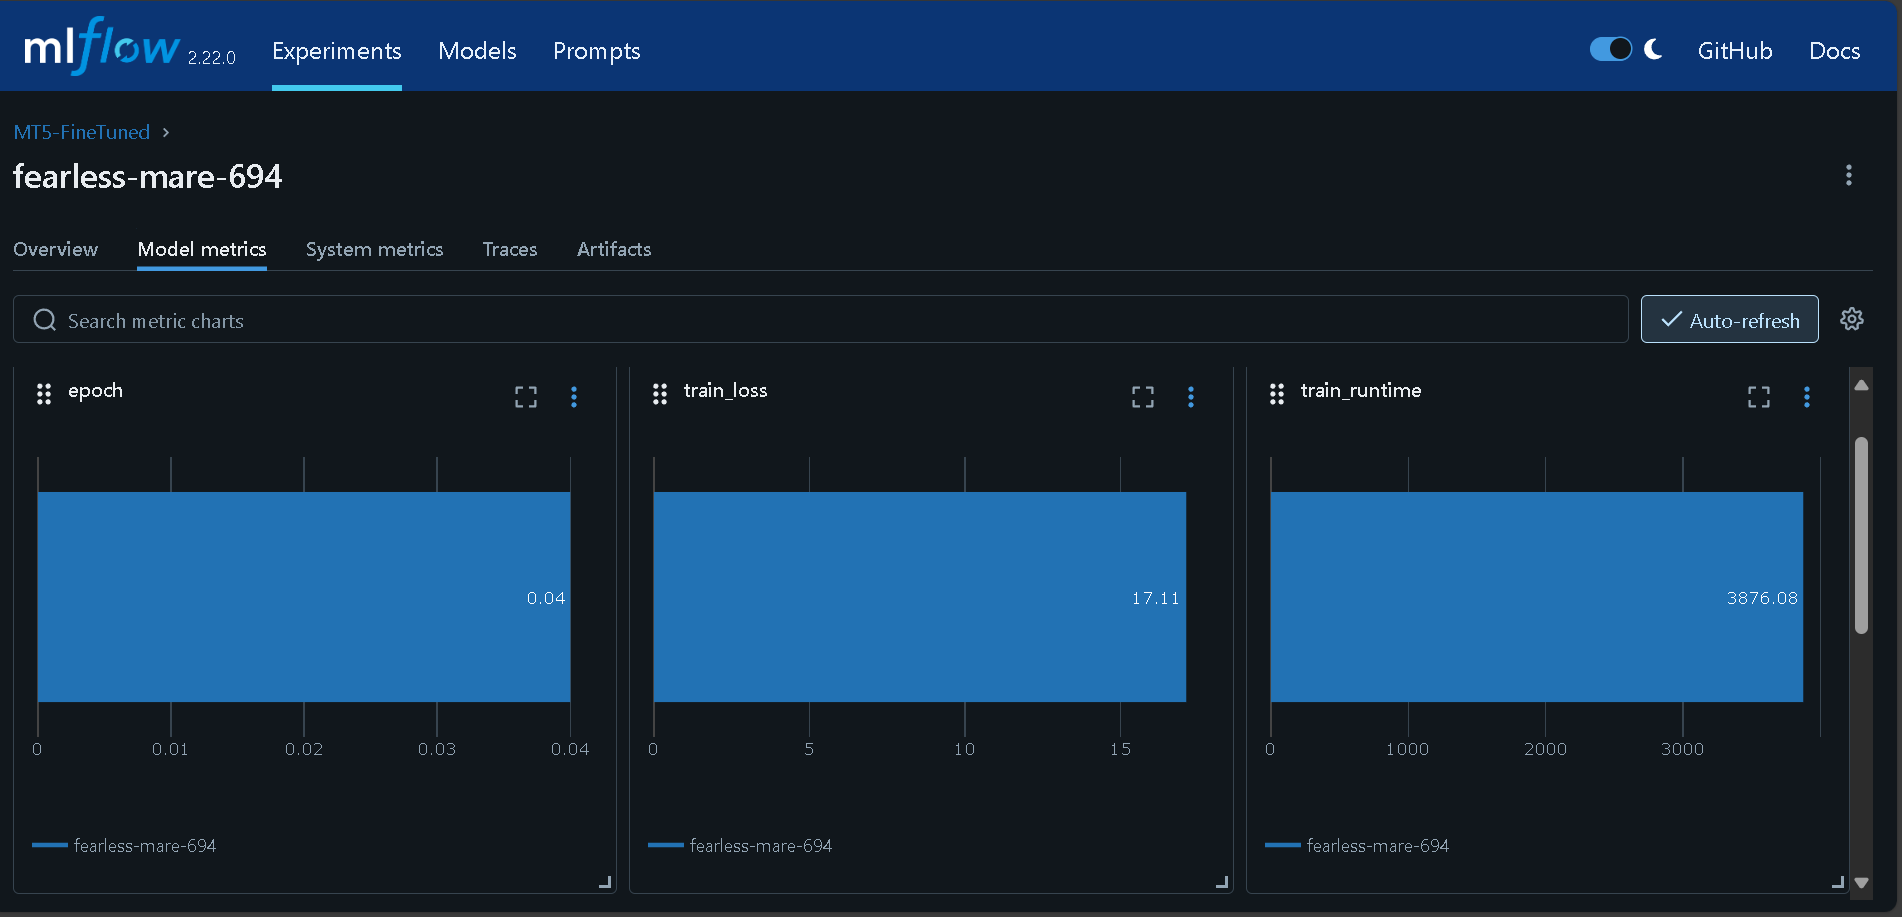 mlflow 2.22.0 Experiments Models Prompts GitHub Docs
MT5-FineTuned
fearless-mare-694
Overview Model metrics System metrics Traces Artifacts
Search metric charts Auto-refresh
epoch
0.04
0 0.01 0.02 0.03 0.04
fearless-mare-694
train_loss
17.11
0 5 10 15
fearless-mare-694
train_runtime
3876.08
0 1000 2000 3000
fearless-mare-694